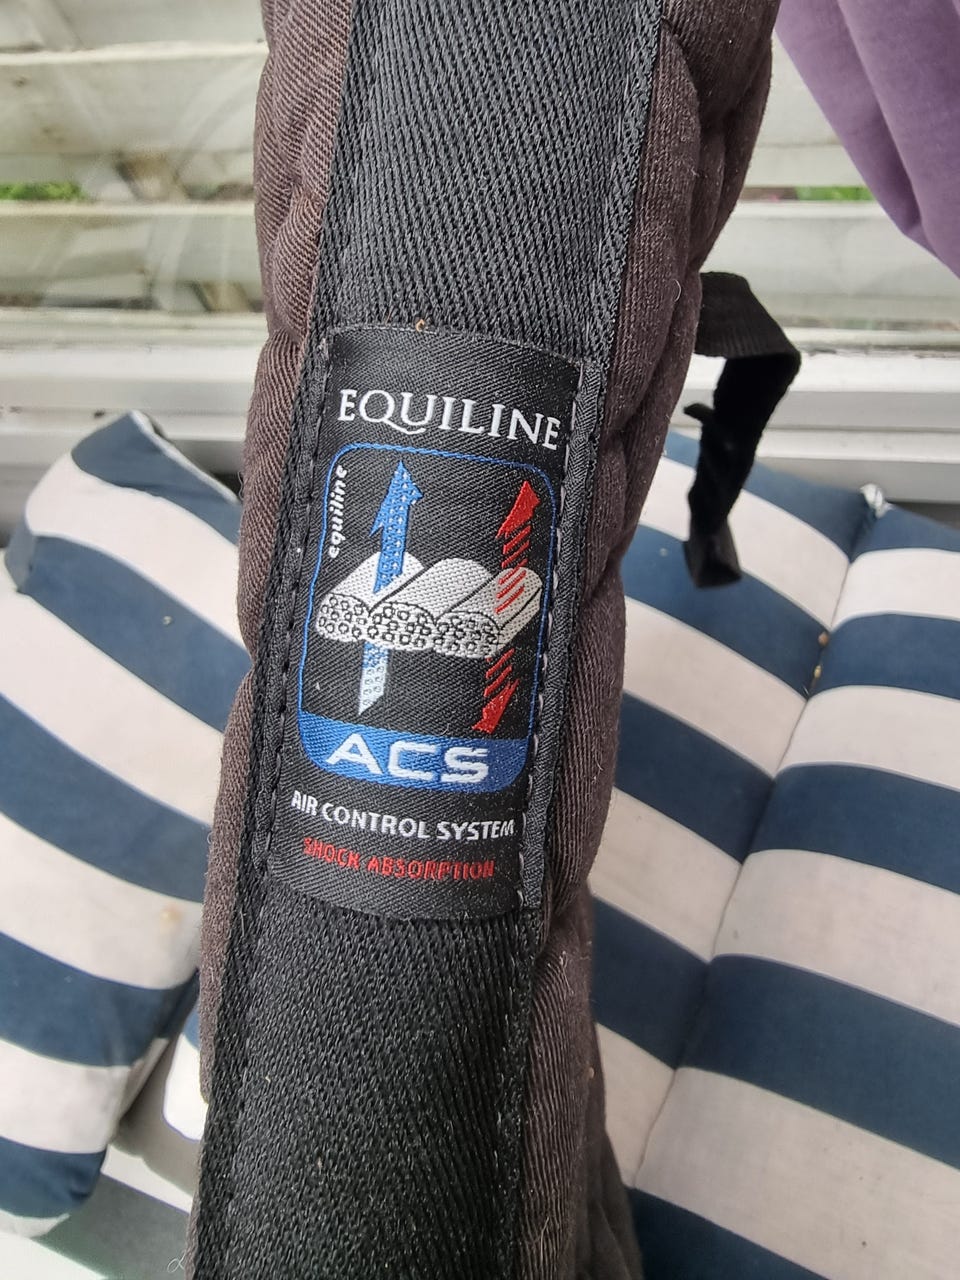 EQUILINE
equiline
ACS
AIR CONTROL SYSTEM
SHOCK ABSORPTION